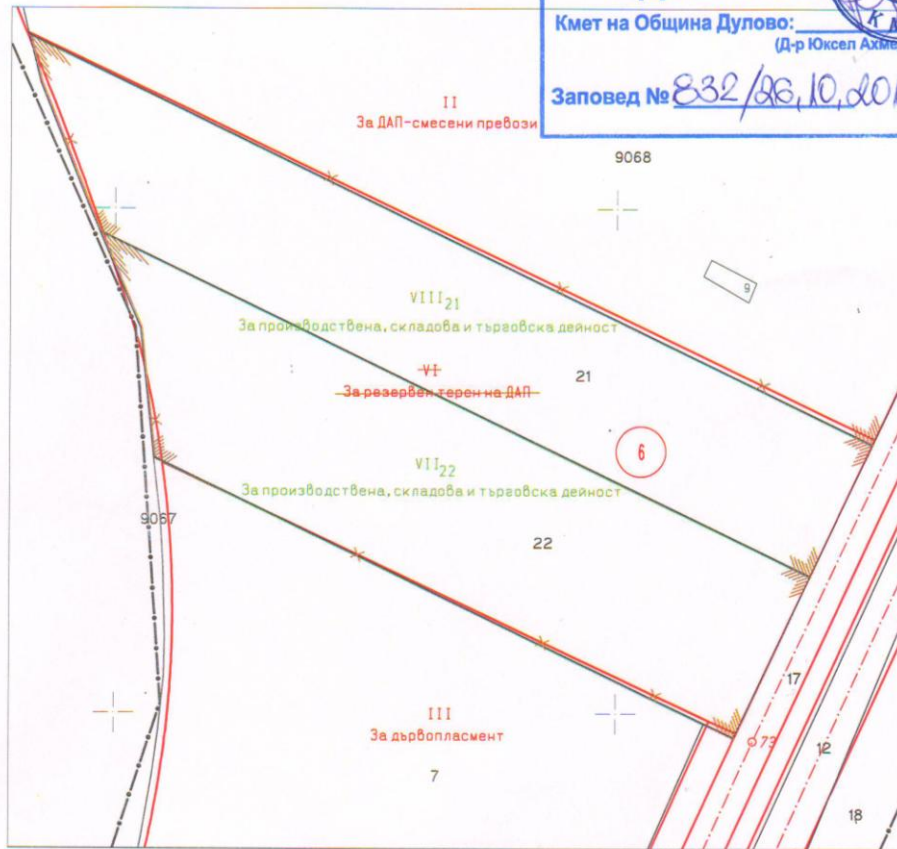 Кмет на Община Дулово:
(Д-р Юксел
Заповед № 832/26,10,201
II
За ДАП-смесени превози
9068
9
VIII21
За производствена, складова и търговска дейност
21
VI
За резервен терен на ДАП
6
VII22
За производствена, складова и търговска дейност
22
9067
17
III
За дървопласмент
73
12
7
18